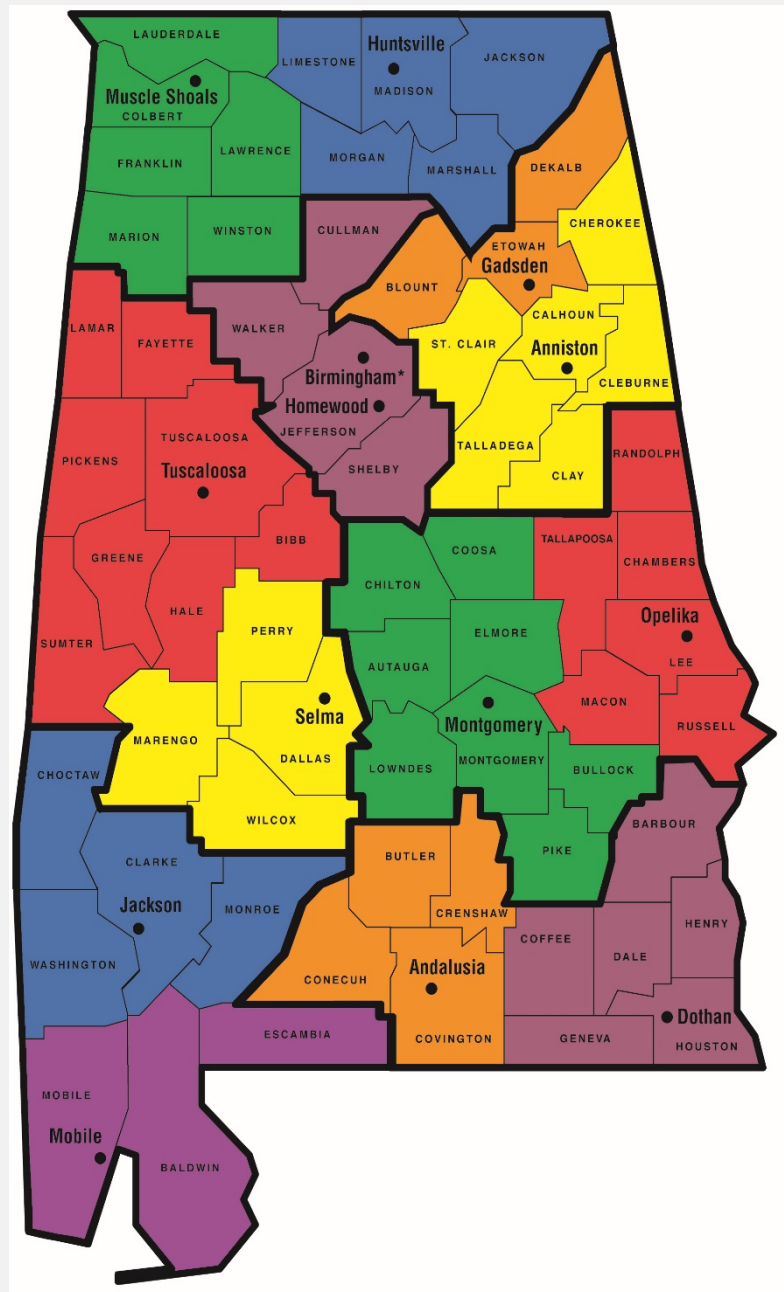 LAUDERDALE
Huntsville
LIMESTONE
JACKSON
MADISON
Muscle Shoals
COLBERT
LAWRENCE
FRANKLIN
MORGAN
MARSHALL
DEKALB
CHEROKEE
MARION
WINSTON
CULLMAN
ETOWAH
Gadsden
BLOUNT
CALHOUN
LAMAR
FAYETTE
WALKER
ST. CLAIR
Anniston
Birmingham*
CLEBURNE
Homewood
JEFFERSON
TUSCALOOSA
TALLADEGA
RANDOLPH
PICKENS
SHELBY
CLAY
Tuscaloosa
BIBB
COOSA
TALLAPOOSA
GREENE
CHILTON
CHAMBERS
HALE
PERRY
ELMORE
Opelika
SUMTER
AUTAUGA
LEE
Selma
MACON
MARENGO
Montgomery
RUSSELL
DALLAS
LOWNDES
MONTGOMERY
BULLOCK
CHOCTAW
WILCOX
BARBOUR
CLARKE
BUTLER
PIKE
Jackson
MONROE
CRENSHAW
HENRY
COFFEE
DALE
WASHINGTON
CONECUH
Andalusia
Dothan
ESCAMBIA
COVINGTON
GENEVA
HOUSTON
MOBILE
Mobile
BALDWIN